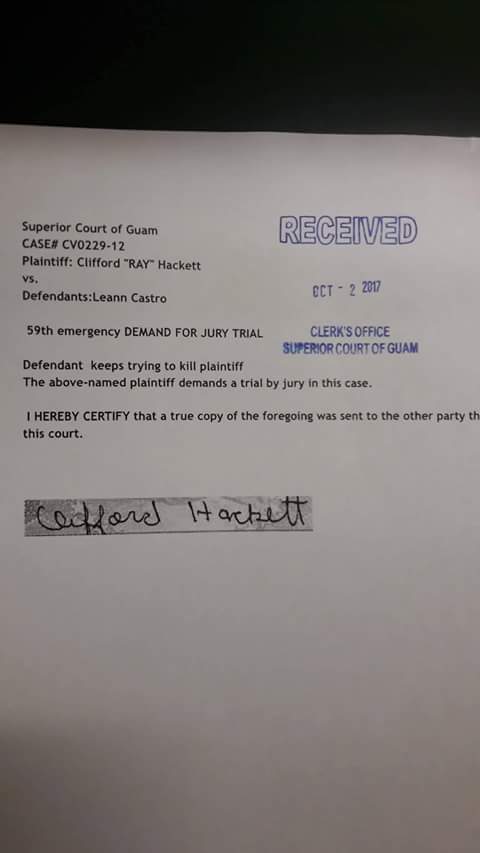 Superior Court of Guam
CASE# CV0229-12
Plaintiff: Clifford "RAY" Hackett
vs.
Defendants:Leann Castro
RECEIVED
OCT - 2 2017
CLERK'S OFFICE
SUPERIOR COURT OF GUAM
59th emergency DEMAND FOR JURY TRIAL
Defendant keeps trying to kill plaintiff
The above-named plaintiff demands a trial by jury in this case.
I HEREBY CERTIFY that a true copy of the foregoing was sent to the other party th
this court.
Clifford Hackett